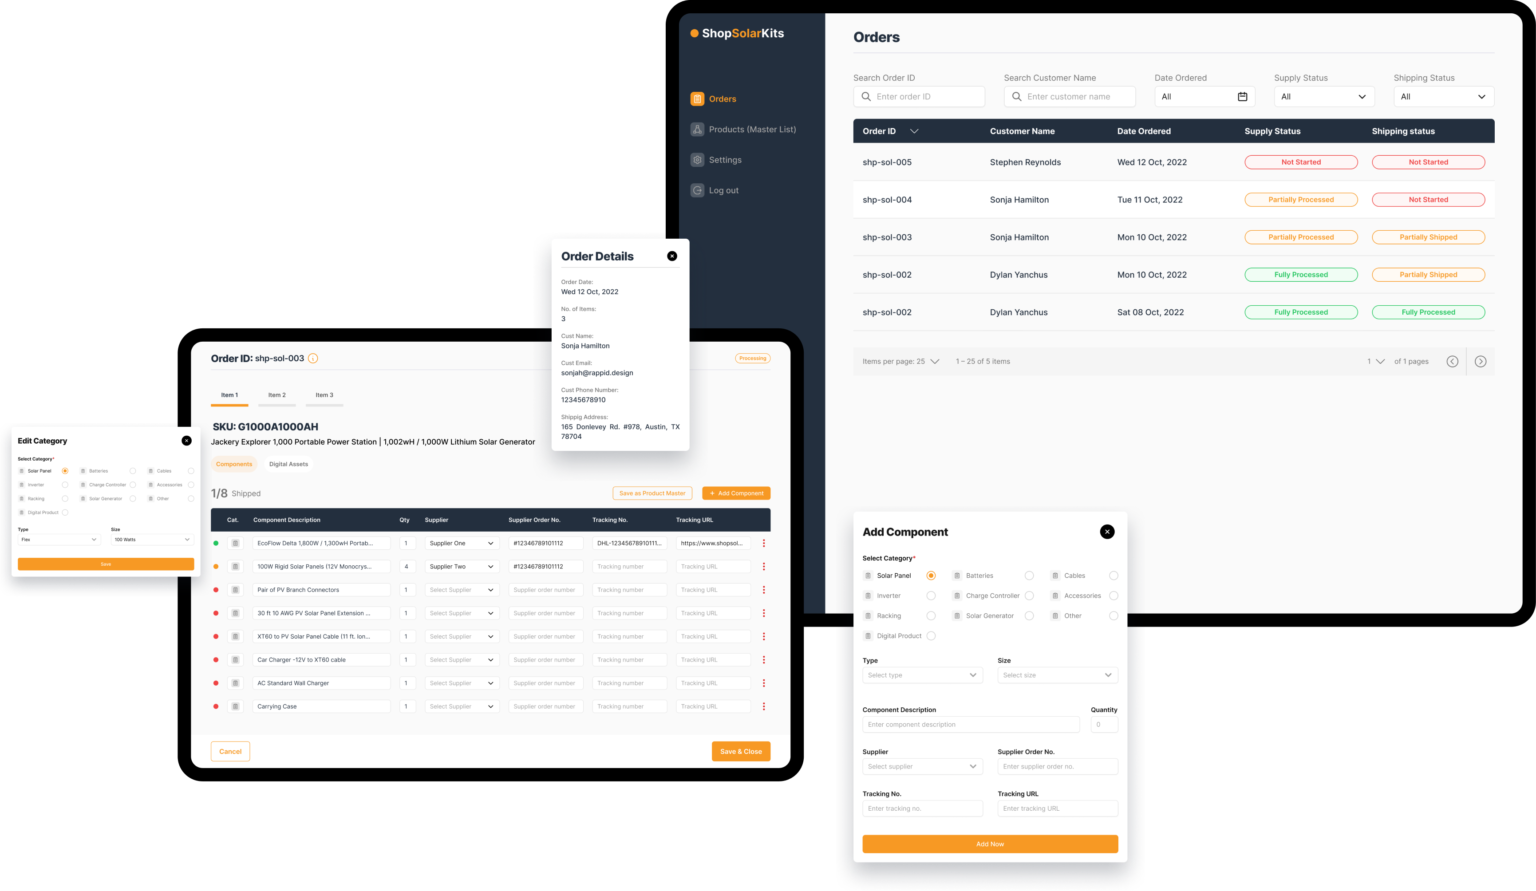 ShopSolarKits
Orders
Products (Master List)
Settings
Log out
Orders
Search Order ID Search Customer Name Date Ordered Supply Status Shipping Status
Enter order ID Enter customer name All All All
Order ID Customer Name Date Ordered Supply Status Shipping status
shp-sol-005 Stephen Reynolds Wed 12 Oct, 2022 Not Started Not Started
shp-sol-004 Sonja Hamilton Tue 11 Oct, 2022 Partially Processed Not Started
shp-sol-003 Sonja Hamilton Mon 10 Oct, 2022 Partially Processed Partially Shipped
shp-sol-002 Dylan Yanchus Mon 10 Oct, 2022 Fully Processed Partially Shipped
shp-sol-002 Dylan Yanchus Sat 08 Oct, 2022 Fully Processed Fully Processed
Items per page: 25 1 – 25 of 5 items 1 of 1 pages
Order Details
Order Date:
Wed 12 Oct, 2022
No. of Items:
3
Cust Name:
Sonja Hamilton
Cust Email:
sonjah@rappid.design
Cust Phone Number:
12345678910
Shippig Address:
165 Donlevey Rd. #978, Austin, TX
78704
Order ID: shp-sol-003 Processing
Item 1 Item 2 Item 3
SKU: G1000A1000AH
Jackery Explorer 1,000 Portable Power Station | 1,002wH / 1,000W Lithium Solar Generator
Components Digital Assets
1/8 Shipped Save as Product Master + Add Component
Cat. Component Description Qty Supplier Supplier Order No. Tracking No. Tracking URL
EcoFlow Delta 1,800W / 1,300wH Portab... 1 Supplier One #12346789101112 DHL-1234567891011... https://www.shopsol...
100W Rigid Solar Panels (12V Monocrys... 4 Supplier Two #12346789101112 Tracking number Tracking URL
Pair of PV Branch Connectors 1 Select Supplier Supplier order number Tracking number Tracking URL
30 ft 10 AWG PV Solar Panel Extension ... 1 Select Supplier Supplier order number Tracking number Tracking URL
XT60 to PV Solar Panel Cable (11 ft. lon... 1 Select Supplier Supplier order number Tracking number Tracking URL
Car Charger -12V to XT60 cable 1 Select Supplier Supplier order number Tracking number Tracking URL
AC Standard Wall Charger 1 Select Supplier Supplier order number Tracking number Tracking URL
Carrying Case 1 Select Supplier Supplier order number Tracking number Tracking URL
Cancel Save & Close
Edit Category
Select Category*
Solar Panel Batteries Cables
Inverter Charge Controller Accessories
Racking Solar Generator Other
Digital Product
Type Size
Flex 100 Watts
Save
Add Component
Select Category*
Solar Panel Batteries Cables
Inverter Charge Controller Accessories
Racking Solar Generator Other
Digital Product
Type Size
Select type Select size
Component Description Quantity
Enter component description 0
Supplier Supplier Order No.
Select supplier Enter supplier order no.
Tracking No. Tracking URL
Enter tracking no. Enter tracking URL
Add Now